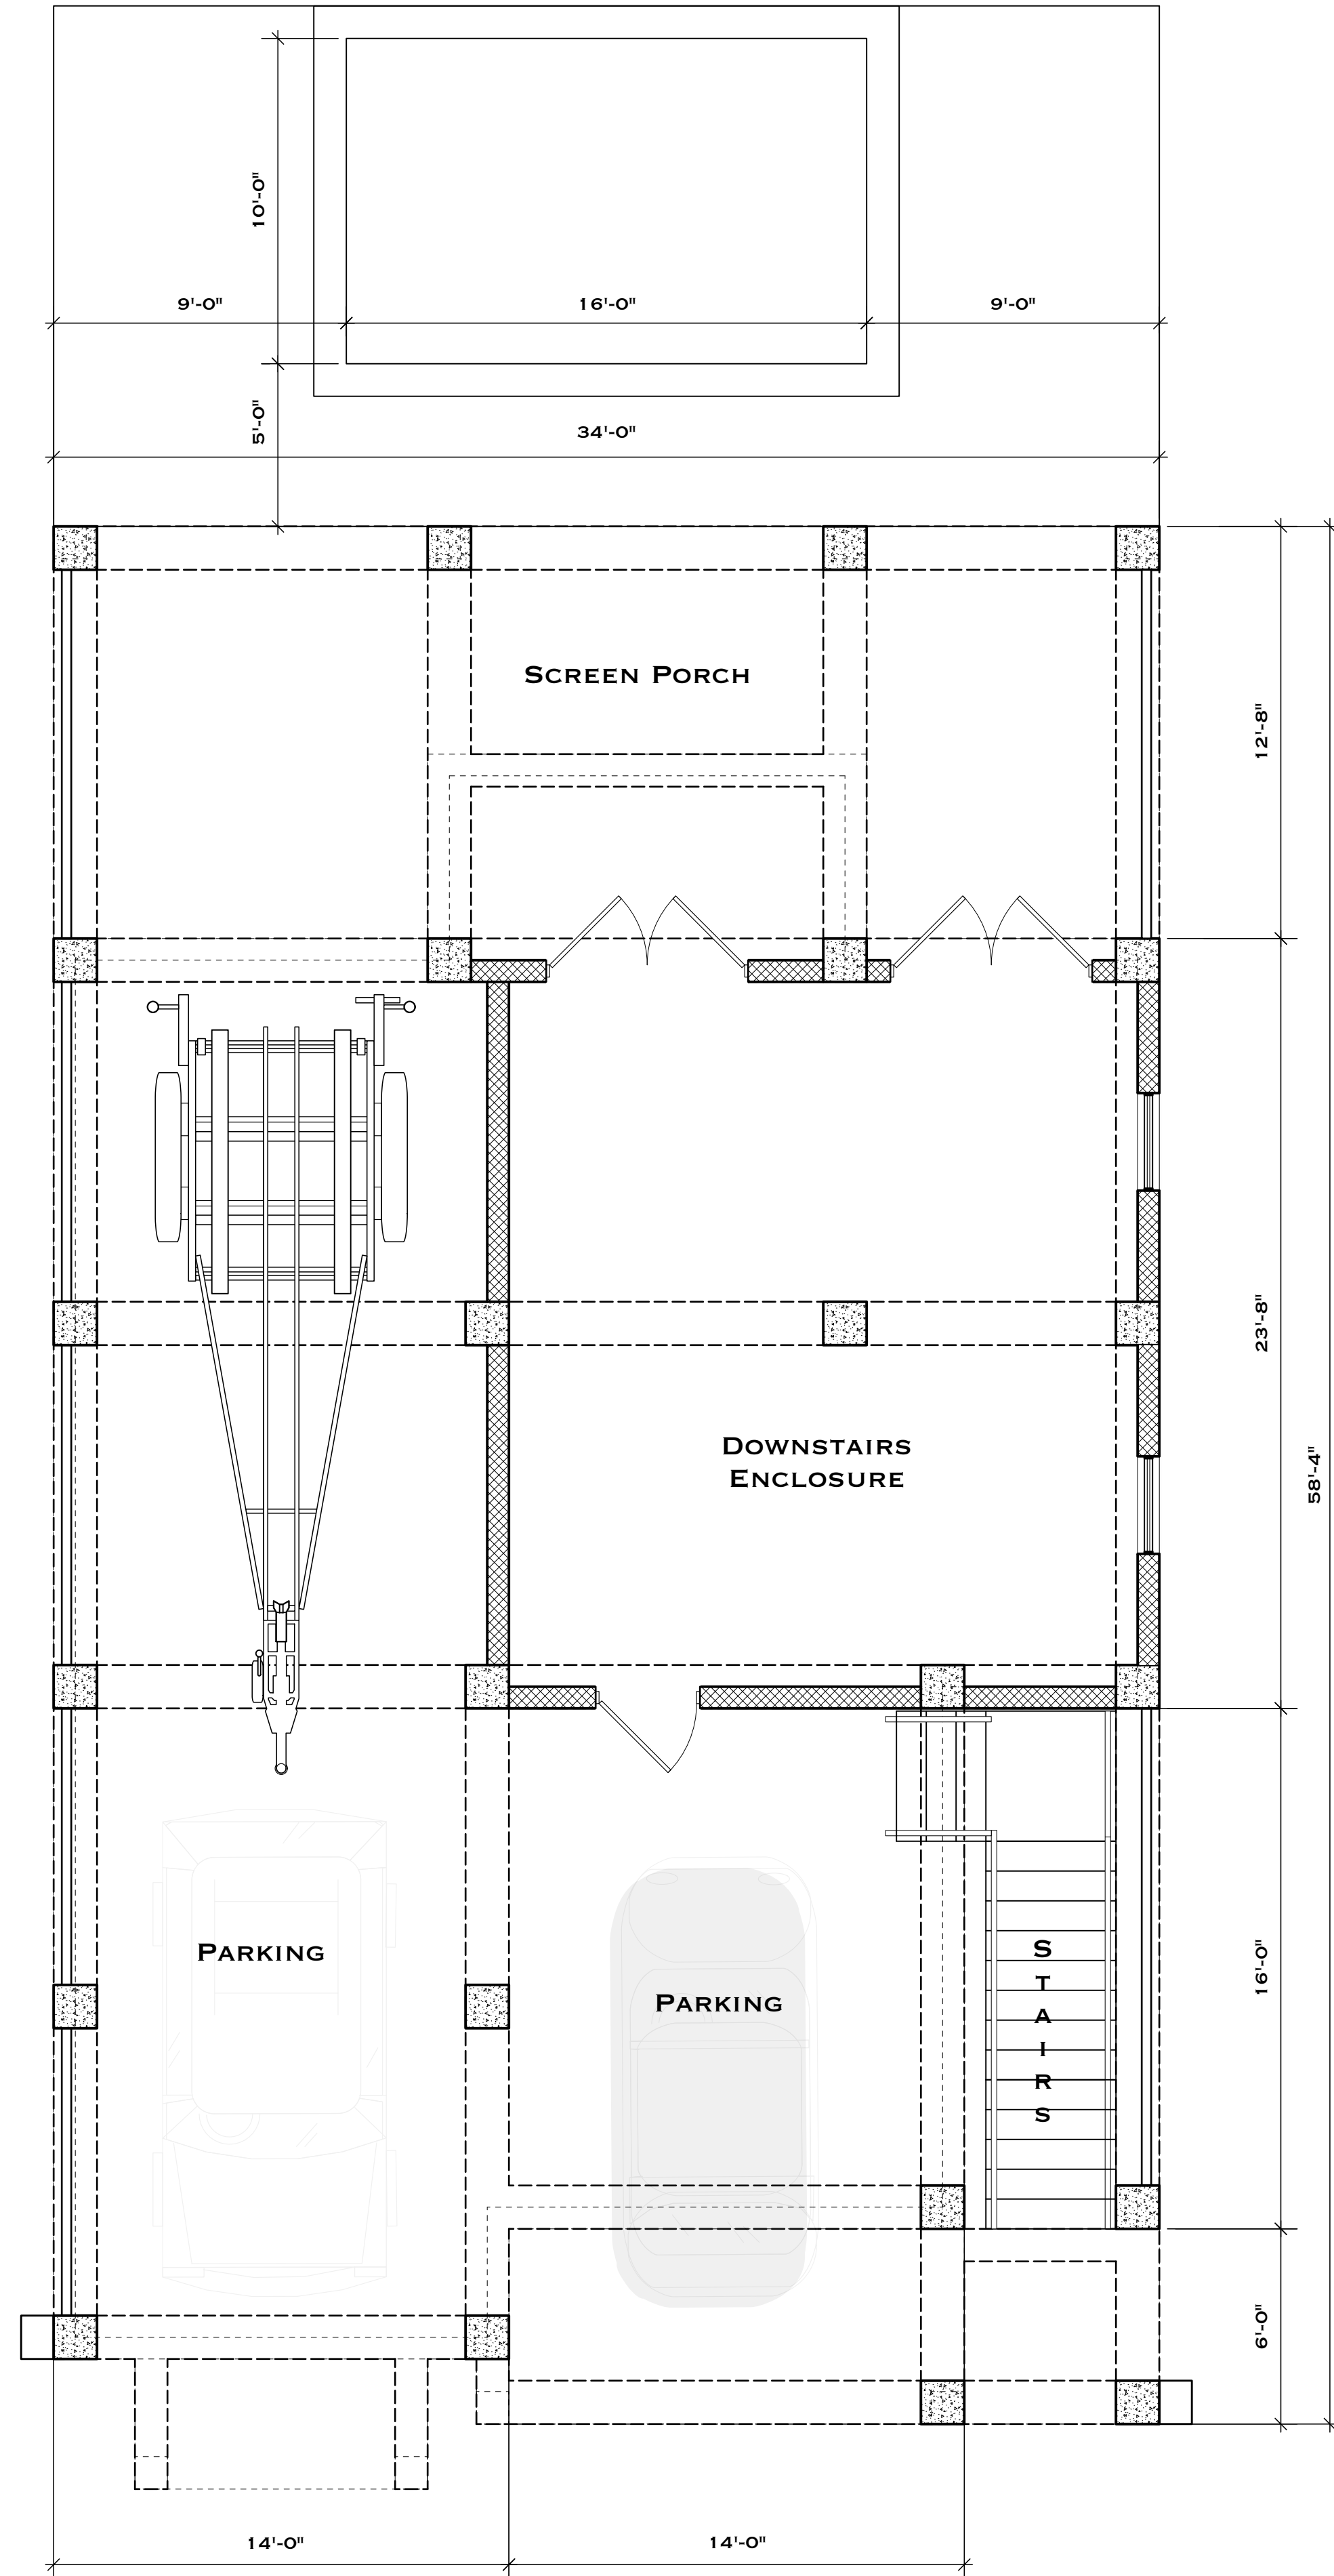 10'-0"
9'-0"
16'-0"
9'-0"
5'-0"
34'-0"
SCREEN PORCH
12'-8"
23'-8"
DOWNSTAIRS
ENCLOSURE
58'-4"
PARKING
PARKING
STAIRS
16'-0"
6'-0"
14'-0"
14'-0"